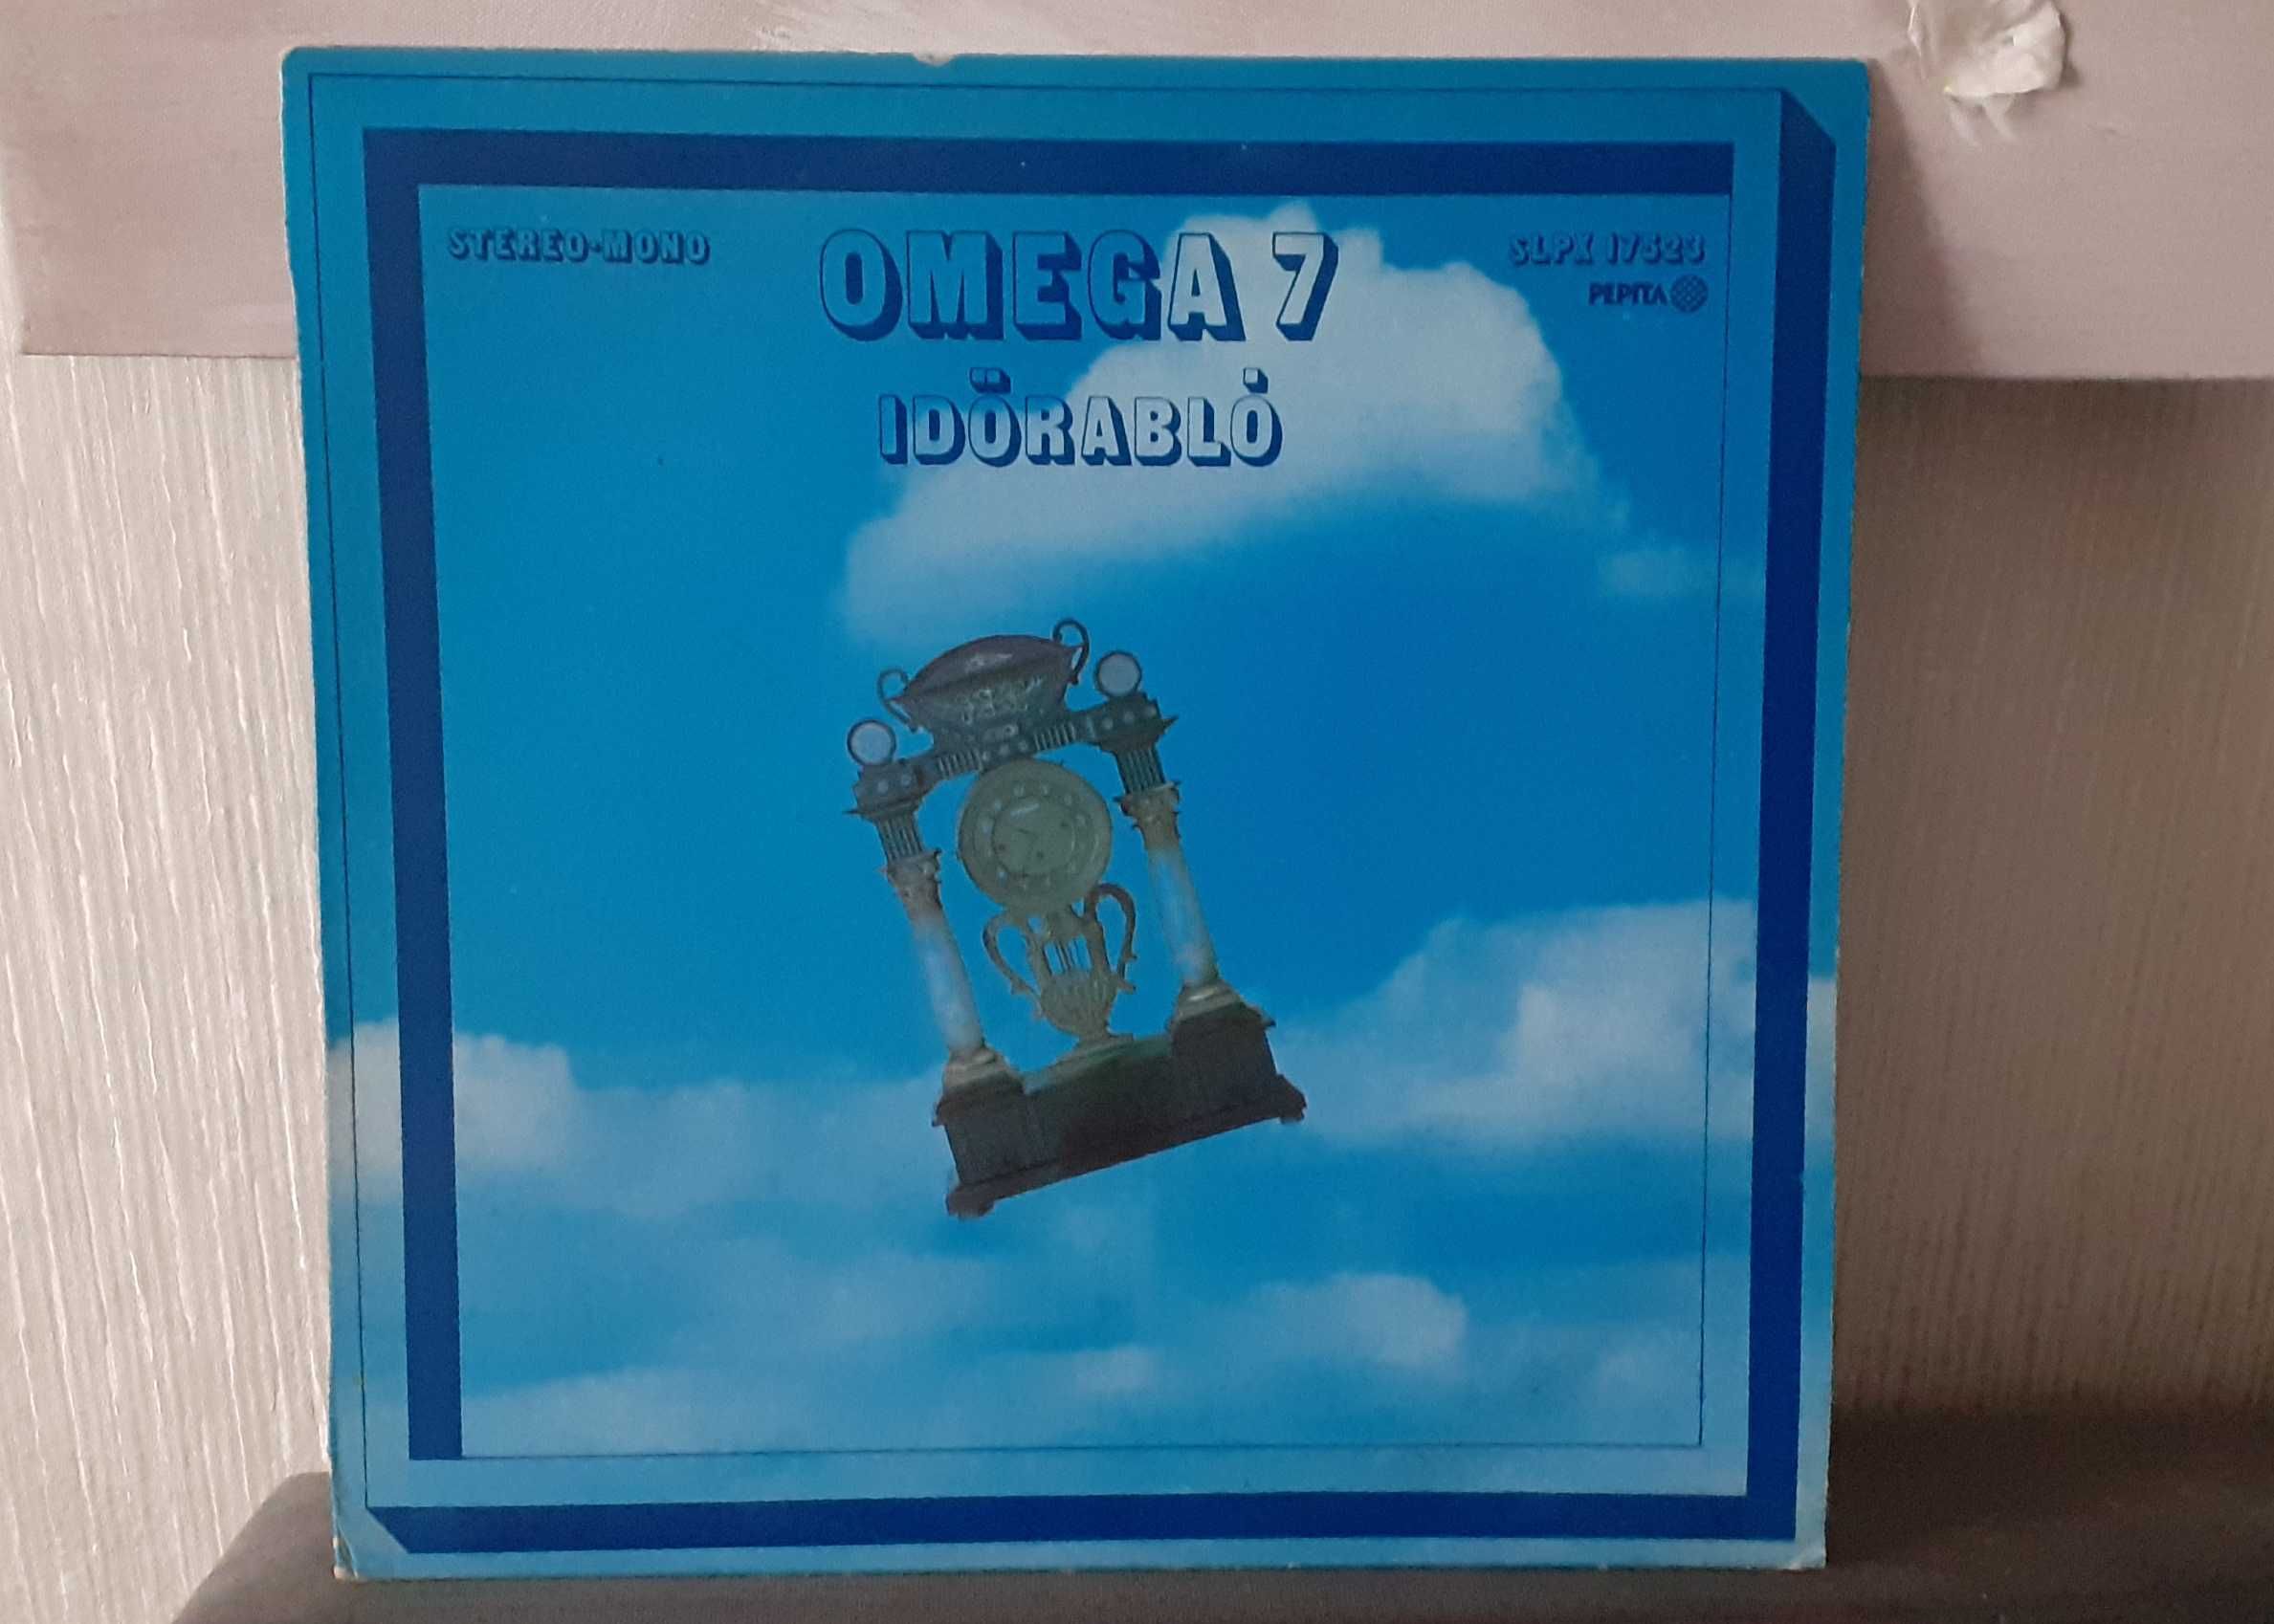 STEREO-MONO
OMEGA 7
SLPX 17523
PEPITA
IDŐRABLÓ